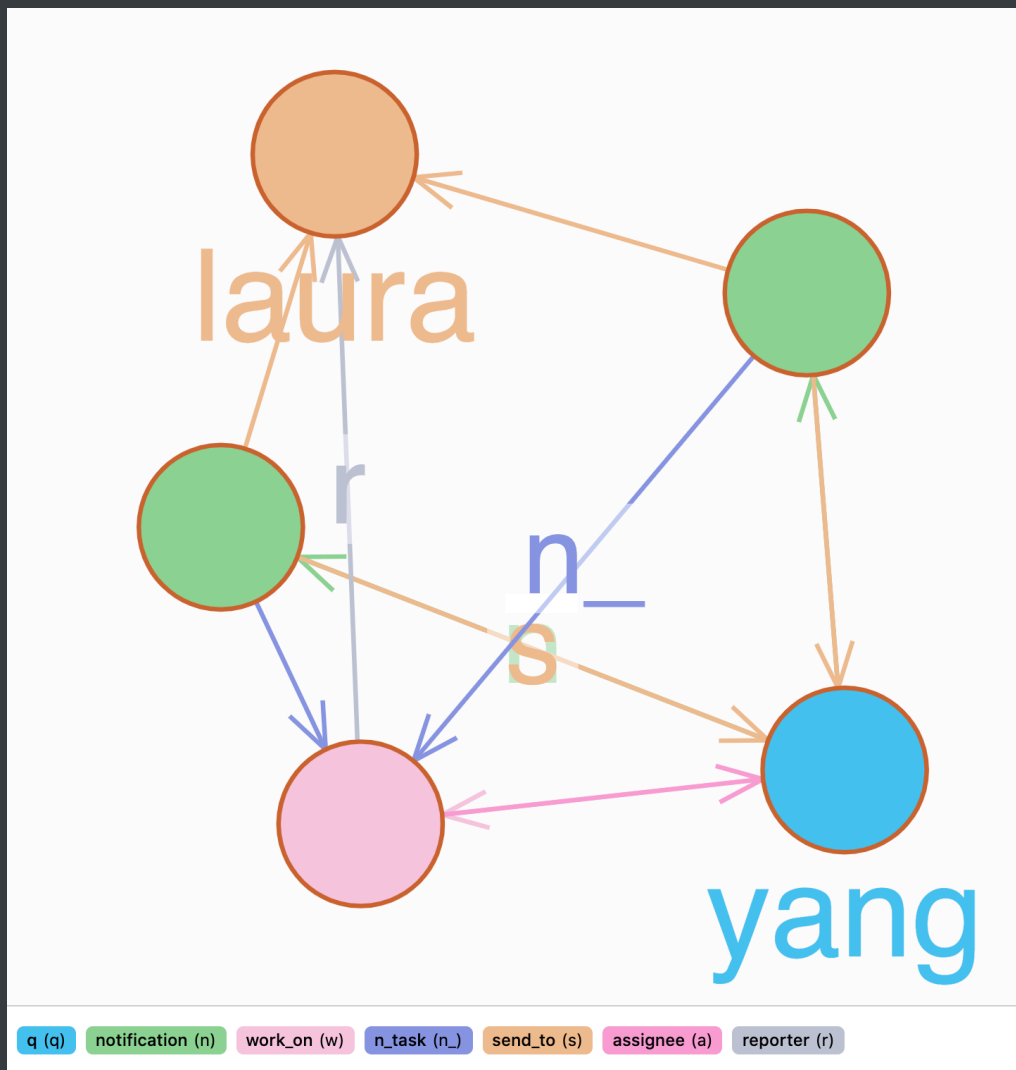 laura
r
n_
s
n
yang
q (q) notification (n) work_on (w) n_task (n_) send_to (s) assignee (a) reporter (r)